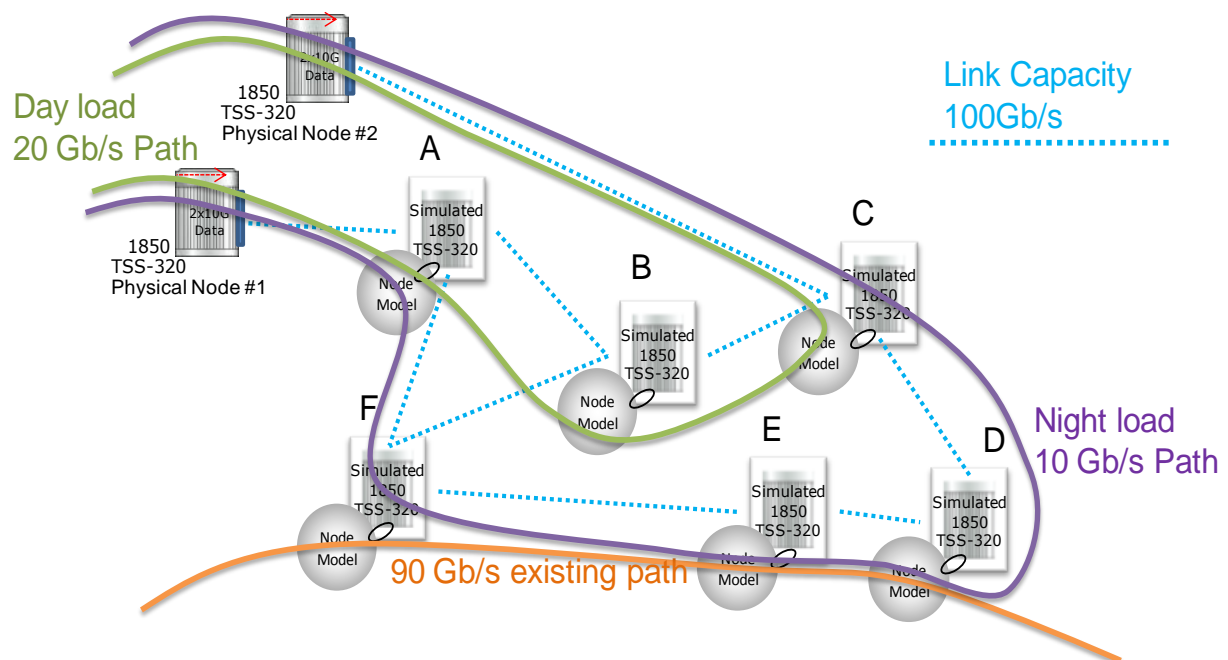 2x10G
Data
1850
TSS-320
Physical Node #2
Link Capacity
100Gb/s
Day load
20 Gb/s Path
A
2x10G
Data
1850
TSS-320
Physical Node #1
Simulated
1850
TSS-320
Node
Model
B
Simulated
1850
TSS-320
Node
Model
C
Simulated
1850
TSS-320
Node
Model
F
Simulated
1850
TSS-320
Node
Model
E
Simulated
1850
TSS-320
Node
Model
D
Simulated
1850
TSS-320
Node
Model
Night load
10 Gb/s Path
90 Gb/s existing path